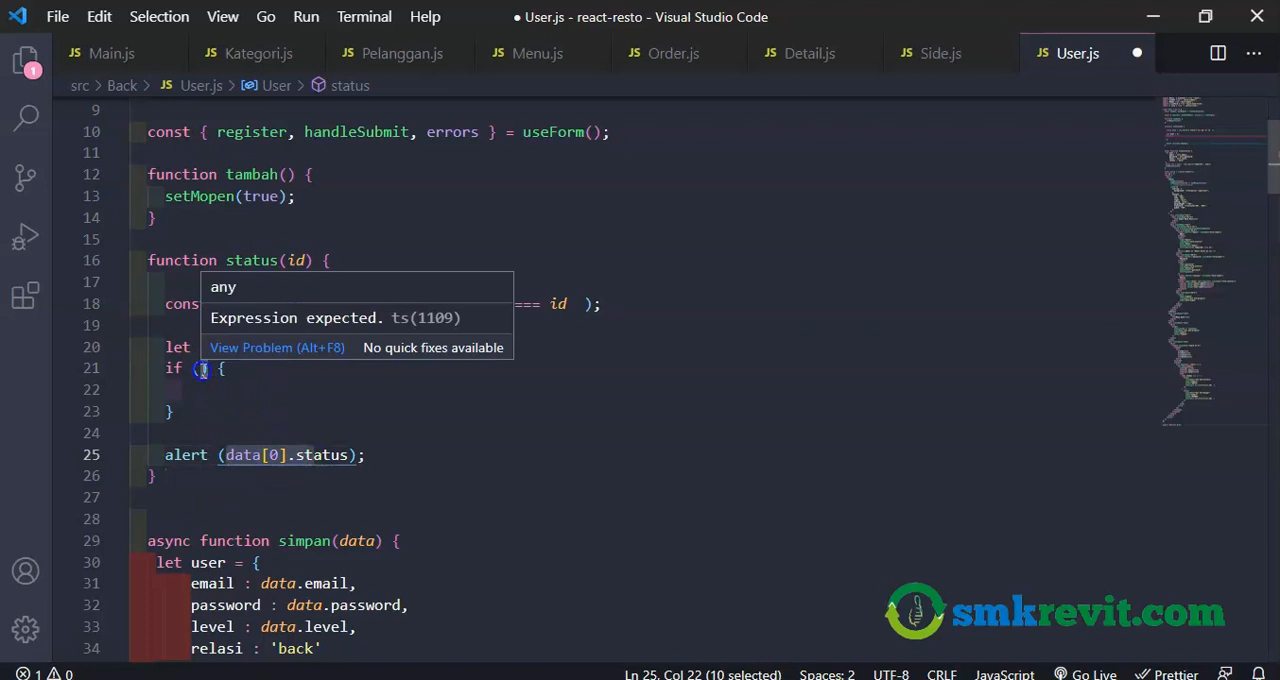 File Edit Selection View Go Run Terminal Help ● User.js - react-resto - Visual Studio Code
JS Main.js JS Kategori.js JS Pelanggan.js JS Menu.js JS Order.js JS Detail.js JS Side.js JS User.js
src > Back > JS User.js > User > status
1
9
10 const { register, handleSubmit, errors } = useForm();
11
12 function tambah() {
13 setMopen(true);
14 }
15
16 function status(id) {
17
any
18 cons === id );
Expression expected. ts(1109)
19
20 let
View Problem (Alt+F8) No quick fixes available
21 if () {
22
23 }
24
25 alert (data[0].status);
26 }
27
28
29 async function simpan(data) {
30 let user = {
31 email : data.email,
32 password : data.password,
33 level : data.level,
34 relasi : 'back'
smkrevit.com
1 0 Ln 25, Col 22 (10 selected) Spaces: 2 UTF-8 CRLF JavaScript Go Live Prettier